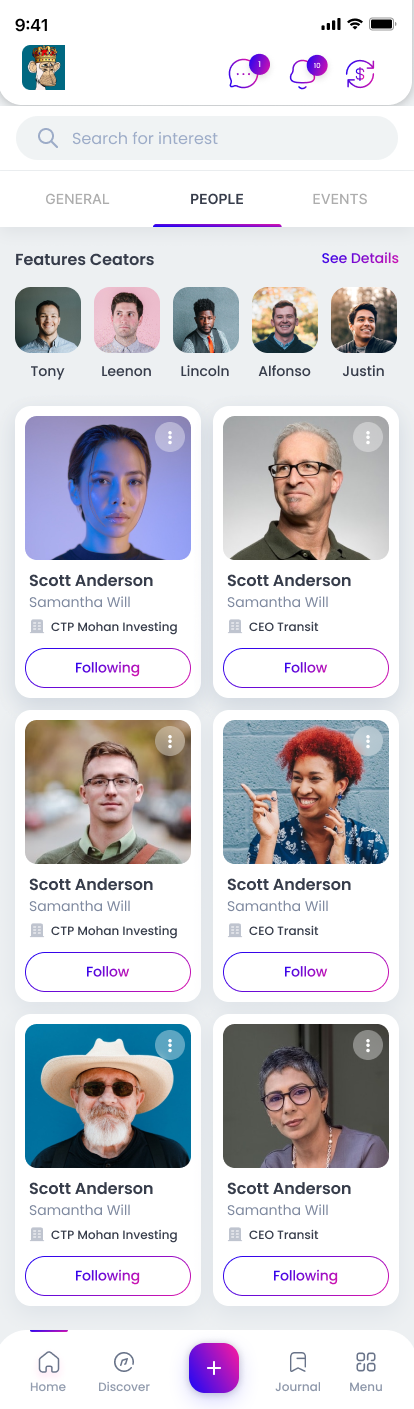 9:41
1
10
Search for interest
GENERAL PEOPLE EVENTS
Features Ceators See Details
Tony Leenon Lincoln Alfonso Justin
Scott Anderson Scott Anderson
Samantha Will Samantha Will
CTP Mohan Investing CEO Transit
Following Follow
Scott Anderson Scott Anderson
Samantha Will Samantha Will
CTP Mohan Investing CEO Transit
Follow Follow
Scott Anderson Scott Anderson
Samantha Will Samantha Will
CTP Mohan Investing CEO Transit
Following Following
Home Discover Journal Menu